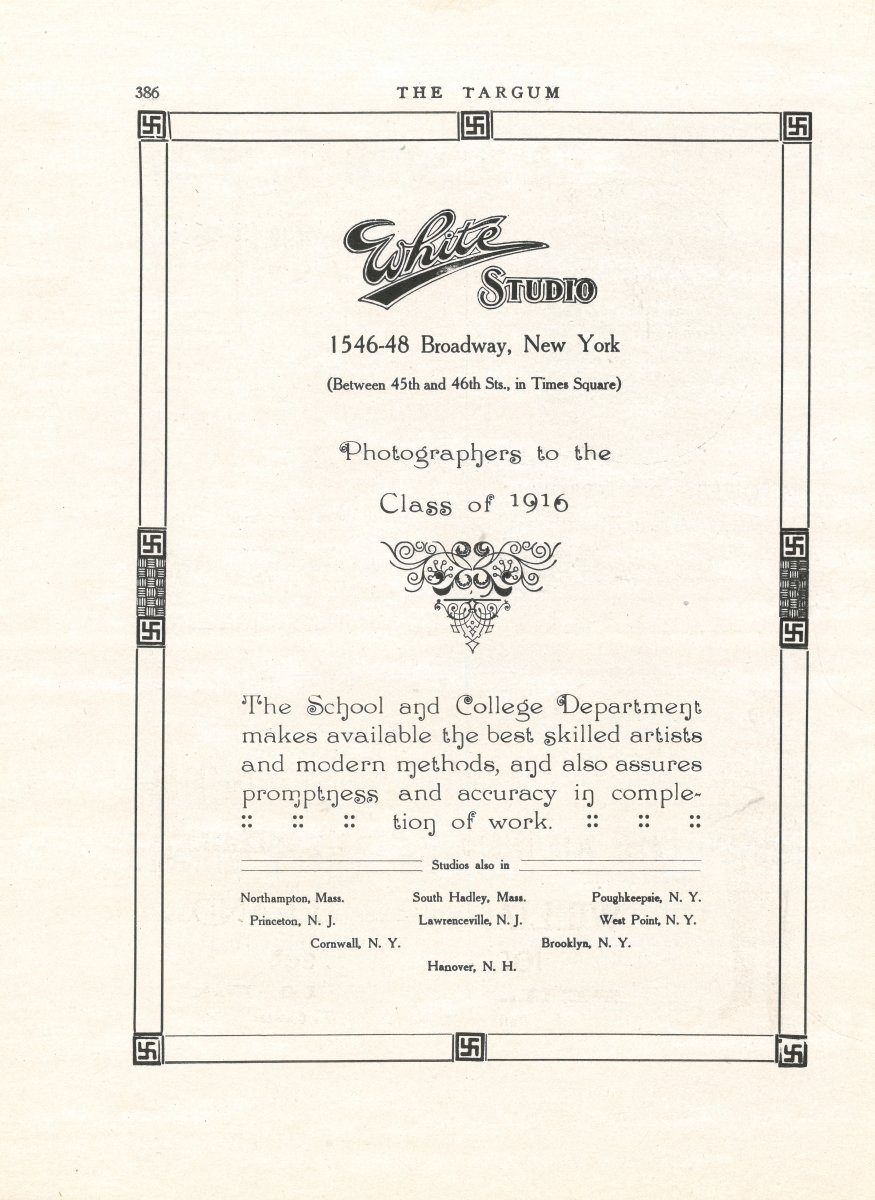 386 THE TARGUM
White
STUDIO
1546-48 Broadway, New York
(Between 45th and 46th Sts., in Times Square)
Photographers to the
Class of 1916
The School and College Department
makes available the best skilled artists
and modern methods, and also assures
promptness and accuracy in comple-
:: :: :: tion of work. :: :: ::
Studios also in
Northampton, Mass. South Hadley, Mass. Poughkeepsie, N. Y.
Princeton, N. J. Lawrenceville, N. J. West Point, N. Y.
Cornwall, N. Y. Brooklyn, N. Y.
Hanover, N. H.